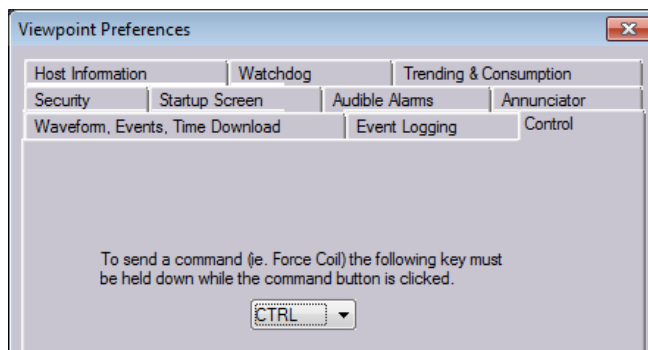 Viewpoint Preferences
Host Information Watchdog Trending & Consumption
Security Startup Screen Audible Alarms Annunciator
Waveform, Events, Time Download Event Logging Control
To send a command (ie. Force Coil) the following key must
be held down while the command button is clicked.
CTRL